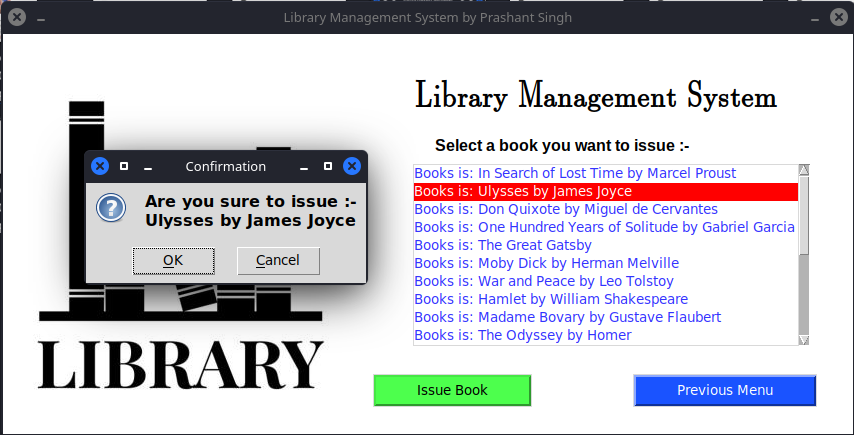 Library Management System by Prashant Singh
Library Management System
Select a book you want to issue :-
Books is: In Search of Lost Time by Marcel Proust
Books is: Ulysses by James Joyce
Books is: Don Quixote by Miguel de Cervantes
Books is: One Hundred Years of Solitude by Gabriel Garcia
Books is: The Great Gatsby
Books is: Moby Dick by Herman Melville
Books is: War and Peace by Leo Tolstoy
Books is: Hamlet by William Shakespeare
Books is: Madame Bovary by Gustave Flaubert
Books is: The Odyssey by Homer
Confirmation
Are you sure to issue :-
Ulysses by James Joyce
OK
Cancel
LIBRARY
Issue Book
Previous Menu